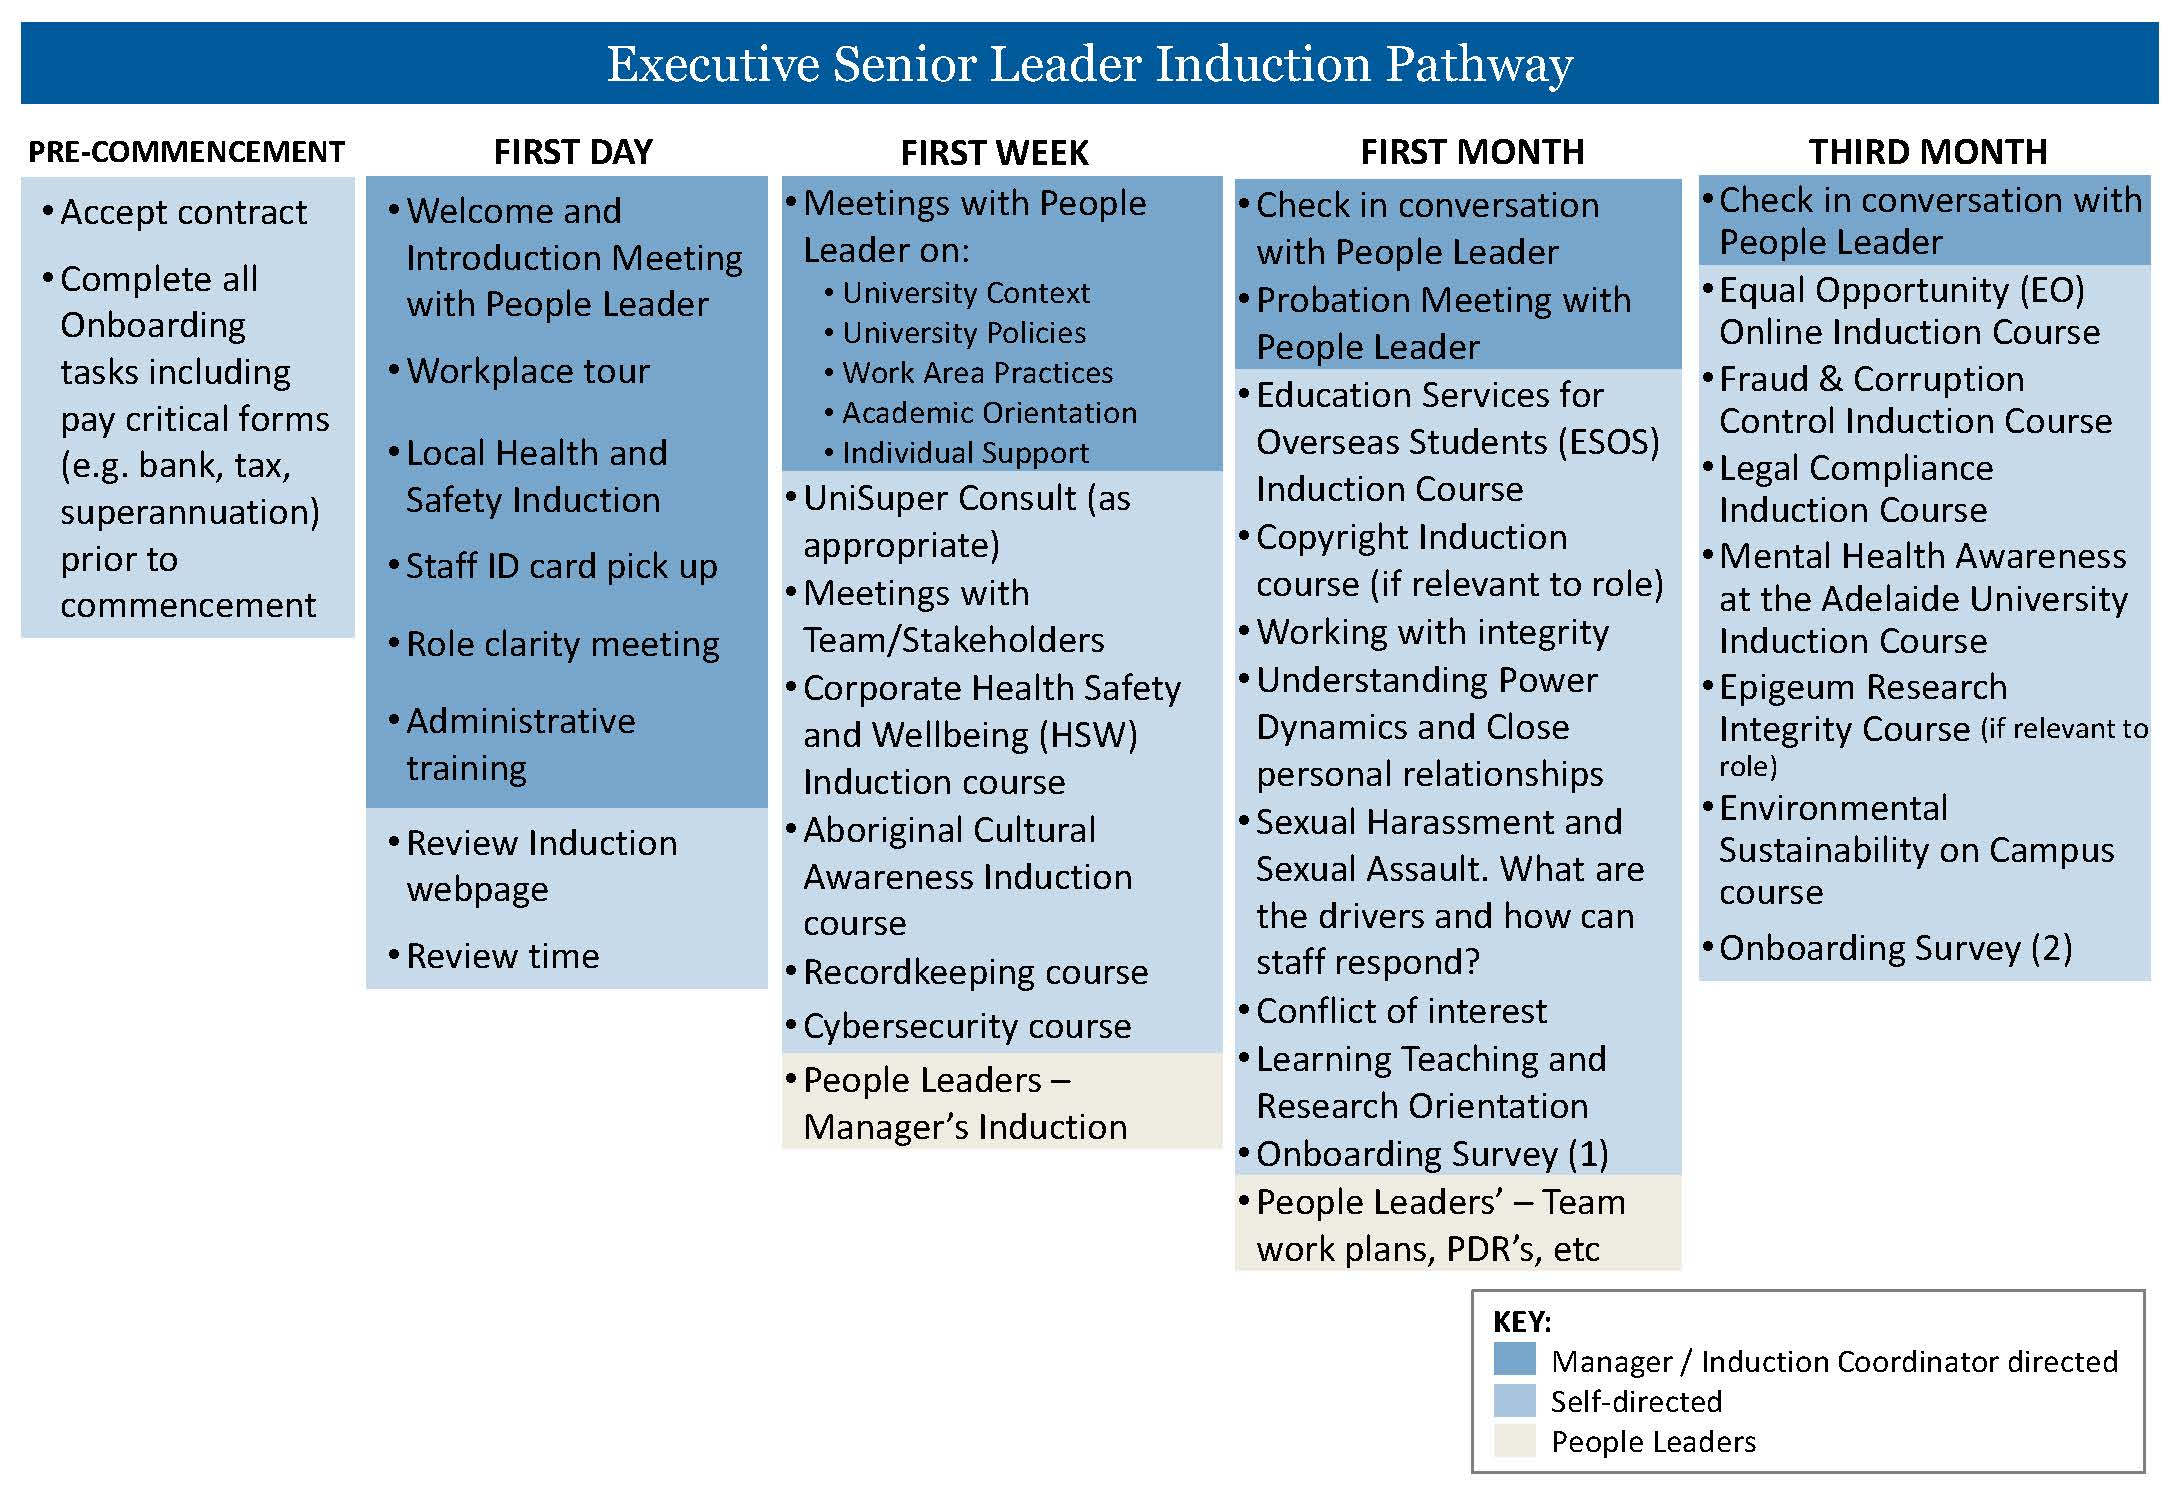 Executive Senior Leader Induction Pathway
PRE-COMMENCEMENT
• Accept contract
• Complete all
Onboarding
tasks including
pay critical forms
(e.g. bank, tax,
superannuation)
prior to
commencement
FIRST DAY
• Welcome and
Introduction Meeting
with People Leader
• Workplace tour
• Local Health and
Safety Induction
• Staff ID card pick up
• Role clarity meeting
• Administrative
training
• Review Induction
webpage
• Review time
FIRST WEEK
• Meetings with People
Leader on:
• University Context
• University Policies
• Work Area Practices
• Academic Orientation
• Individual Support
• UniSuper Consult (as
appropriate)
• Meetings with
Team/Stakeholders
• Corporate Health Safety
and Wellbeing (HSW)
Induction course
• Aboriginal Cultural
Awareness Induction
course
• Recordkeeping course
• Cybersecurity course
• People Leaders –
Manager’s Induction
FIRST MONTH
• Check in conversation
with People Leader
• Probation Meeting with
People Leader
• Education Services for
Overseas Students (ESOS)
Induction Course
• Copyright Induction
course (if relevant to role)
• Working with integrity
• Understanding Power
Dynamics and Close
personal relationships
• Sexual Harassment and
Sexual Assault. What are
the drivers and how can
staff respond?
• Conflict of interest
• Learning Teaching and
Research Orientation
• Onboarding Survey (1)
• People Leaders’ – Team
work plans, PDR’s, etc
THIRD MONTH
• Check in conversation with
People Leader
• Equal Opportunity (EO)
Online Induction Course
• Fraud & Corruption
Control Induction Course
• Legal Compliance
Induction Course
• Mental Health Awareness
at the Adelaide University
Induction Course
• Epigeum Research
Integrity Course (if relevant to
role)
• Environmental
Sustainability on Campus
course
• Onboarding Survey (2)
KEY:
Manager / Induction Coordinator directed
Self-directed
People Leaders